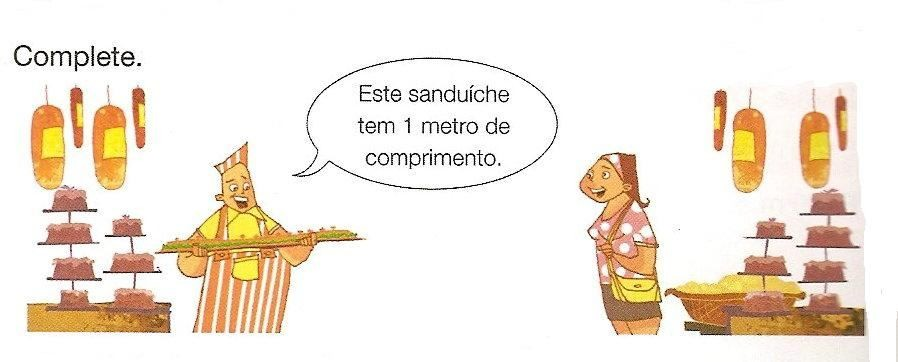 Complete.
Este sanduíche
tem 1 metro de
comprimento.